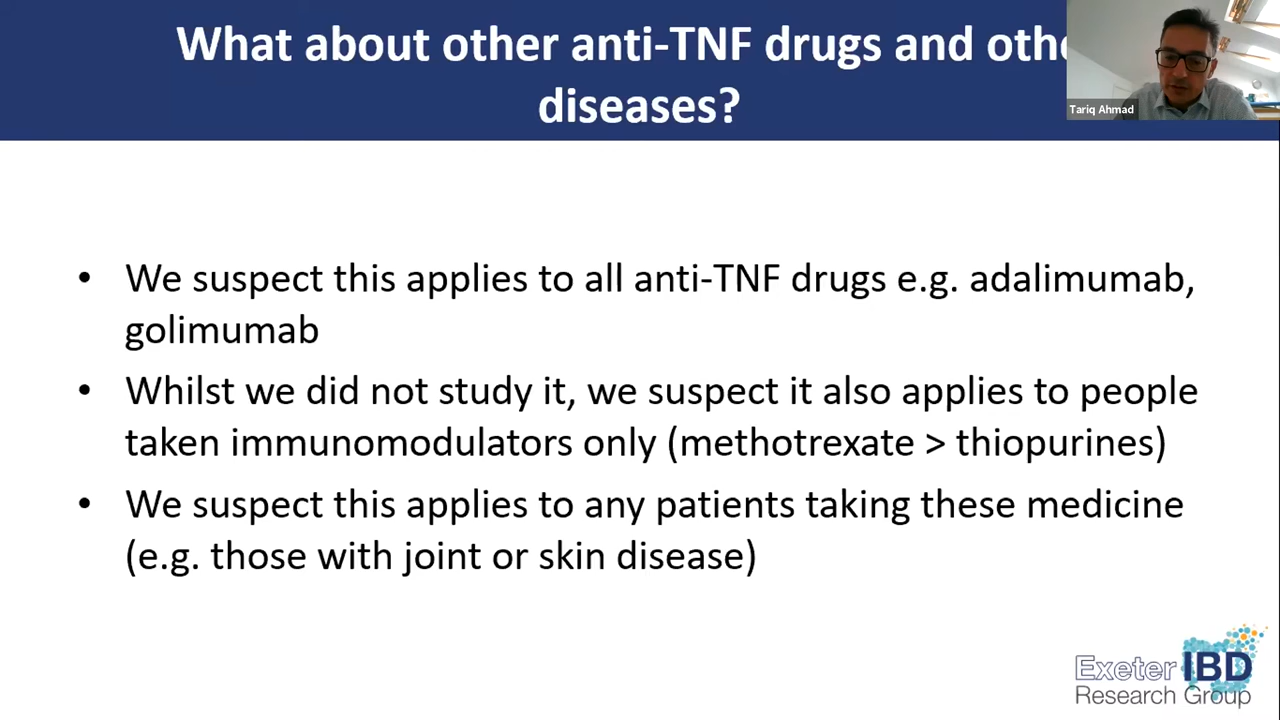 What about other anti-TNF drugs and othe
diseases?
Tariq Ahmad
• We suspect this applies to all anti-TNF drugs e.g. adalimumab,
golimumab
• Whilst we did not study it, we suspect it also applies to people
taken immunomodulators only (methotrexate > thiopurines)
• We suspect this applies to any patients taking these medicine
(e.g. those with joint or skin disease)
Exeter IBD
Research Group